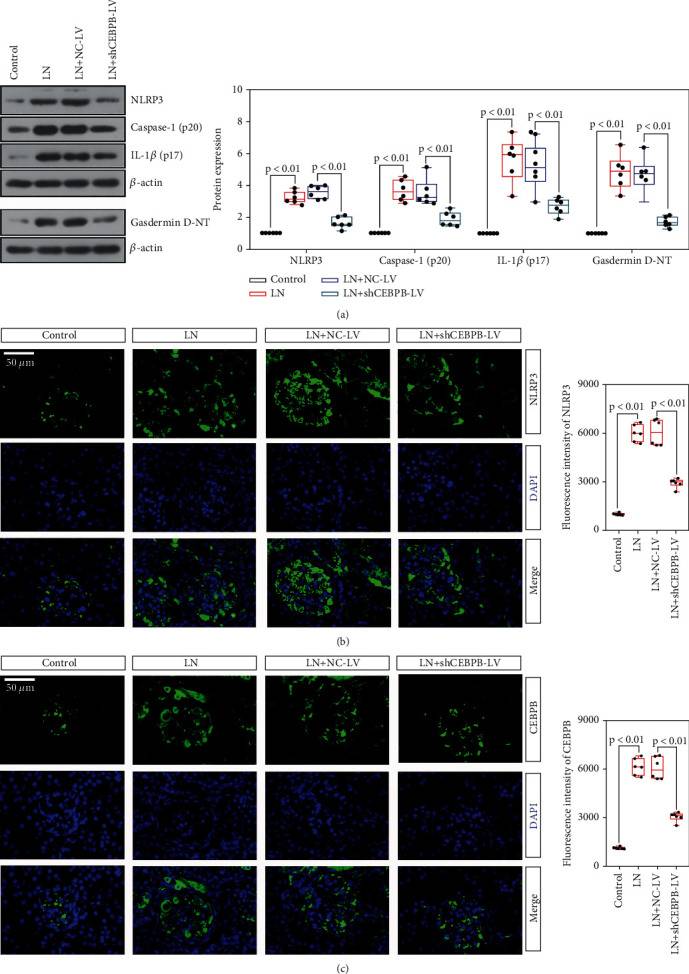 Control
LN
LN+NC-LV
LN+shCEBPB-LV
NLRP3
Caspase-1 (p20)
IL-1β (p17)
β-actin
Gasdermin D-NT
β-actin
Protein expression
10
8
6
4
2
0
p < 0.01
p < 0.01
p < 0.01
p < 0.01
p < 0.01
p < 0.01
p < 0.01
p < 0.01
NLRP3
Caspase-1 (p20)
IL-1β (p17)
Gasdermin D-NT
Control
LN+NC-LV
LN
LN+shCEBPB-LV
(a)
Control
LN
LN+NC-LV
LN+shCEBPB-LV
50 μm
NLRP3
DAPI
Merge
Fluorescence intensity of NLRP3
9000
6000
3000
0
p < 0.01
p < 0.01
Control
LN
LN+NC-LV
LN+shCEBPB-LV
(b)
Control
LN
LN+NC-LV
LN+shCEBPB-LV
50 μm
CEBPB
DAPI
Merge
Fluorescence intensity of CEBPB
9000
6000
3000
0
p < 0.01
p < 0.01
Control
LN
LN+NC-LV
LN+shCEBPB-LV
(c)